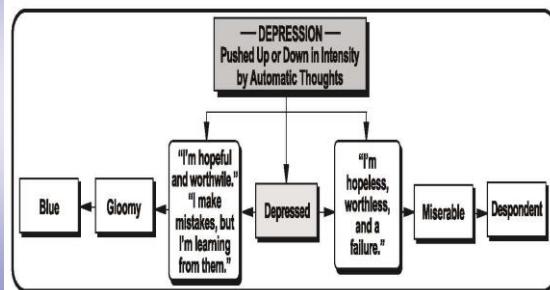 — DEPRESSION —
Pushed Up or Down in Intensity
by Automatic Thoughts
Blue
Gloomy
“I’m hopeful
and worthwile.”
“I make
mistakes, but
I’m learning
from them.”
Depressed
“I’m
hopeless,
worthless,
and a
failure.”
Miserable
Despondent